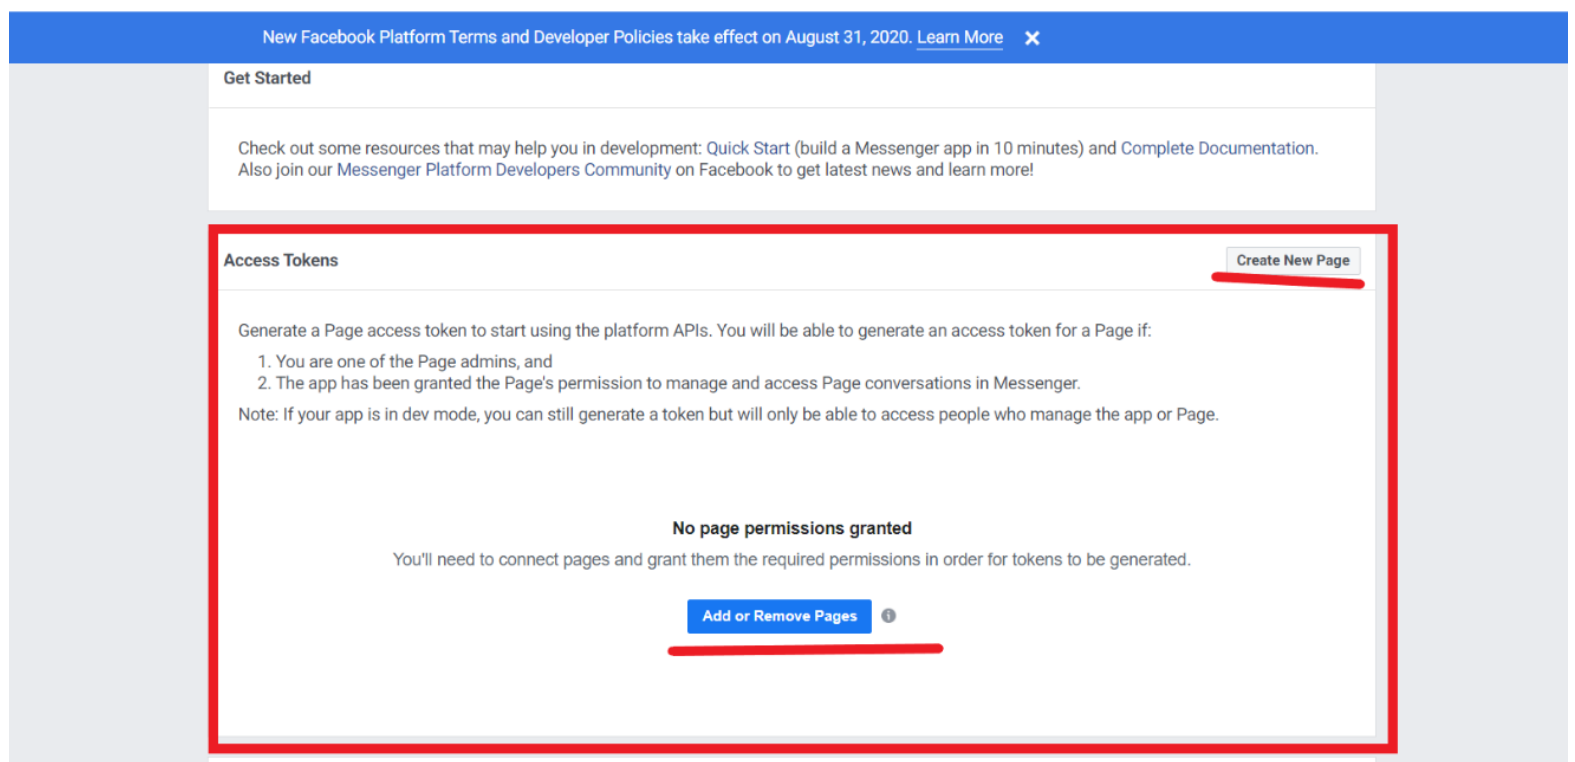 New Facebook Platform Terms and Developer Policies take effect on August 31, 2020. Learn More
Get Started
Check out some resources that may help you in development: Quick Start (build a Messenger app in 10 minutes) and Complete Documentation.
Also join our Messenger Platform Developers Community on Facebook to get latest news and learn more!
Access Tokens
Create New Page
Generate a Page access token to start using the platform APIs. You will be able to generate an access token for a Page if:
1. You are one of the Page admins, and
2. The app has been granted the Page's permission to manage and access Page conversations in Messenger.
Note: If your app is in dev mode, you can still generate a token but will only be able to access people who manage the app or Page.
No page permissions granted
You'll need to connect pages and grant them the required permissions in order for tokens to be generated.
Add or Remove Pages